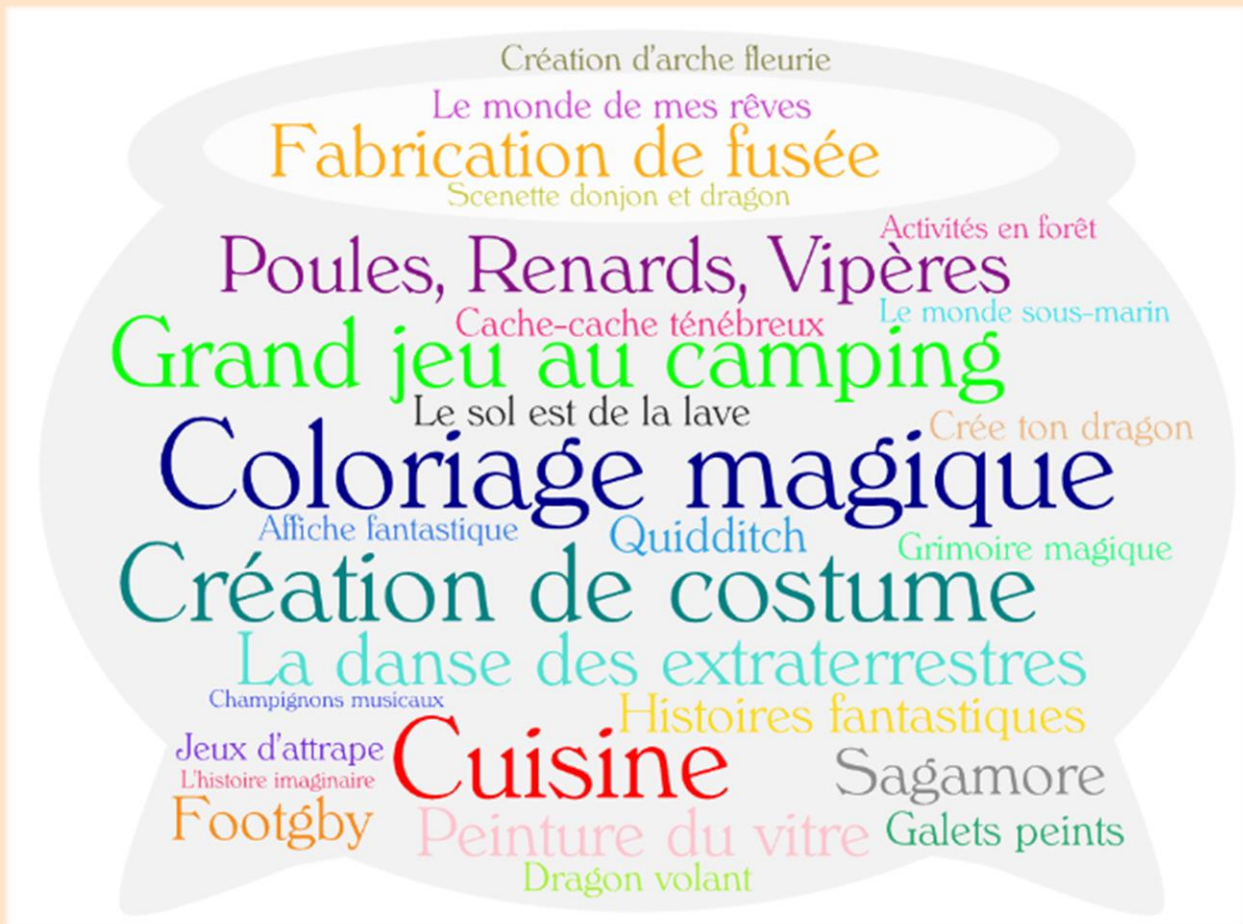 Création d'arche fleurie
Le monde de mes rêves
Fabrication de fusée
Scenette donjon et dragon
Activités en forêt
Poules, Renards, Vipères
Le monde sous-marin
Cache-cache ténébreux
Grand jeu au camping
Le sol est de la lave
Crée ton dragon
Coloriage magique
Affiche fantastique
Quidditch
Grimoire magique
Création de costume
La danse des extraterrestres
Champignons musicaux
Histoires fantastiques
Jeux d'attrape
Cuisine
Sagamore
L'histoire imaginaire
Footgby
Peinture du vitre
Galets peints
Dragon volant